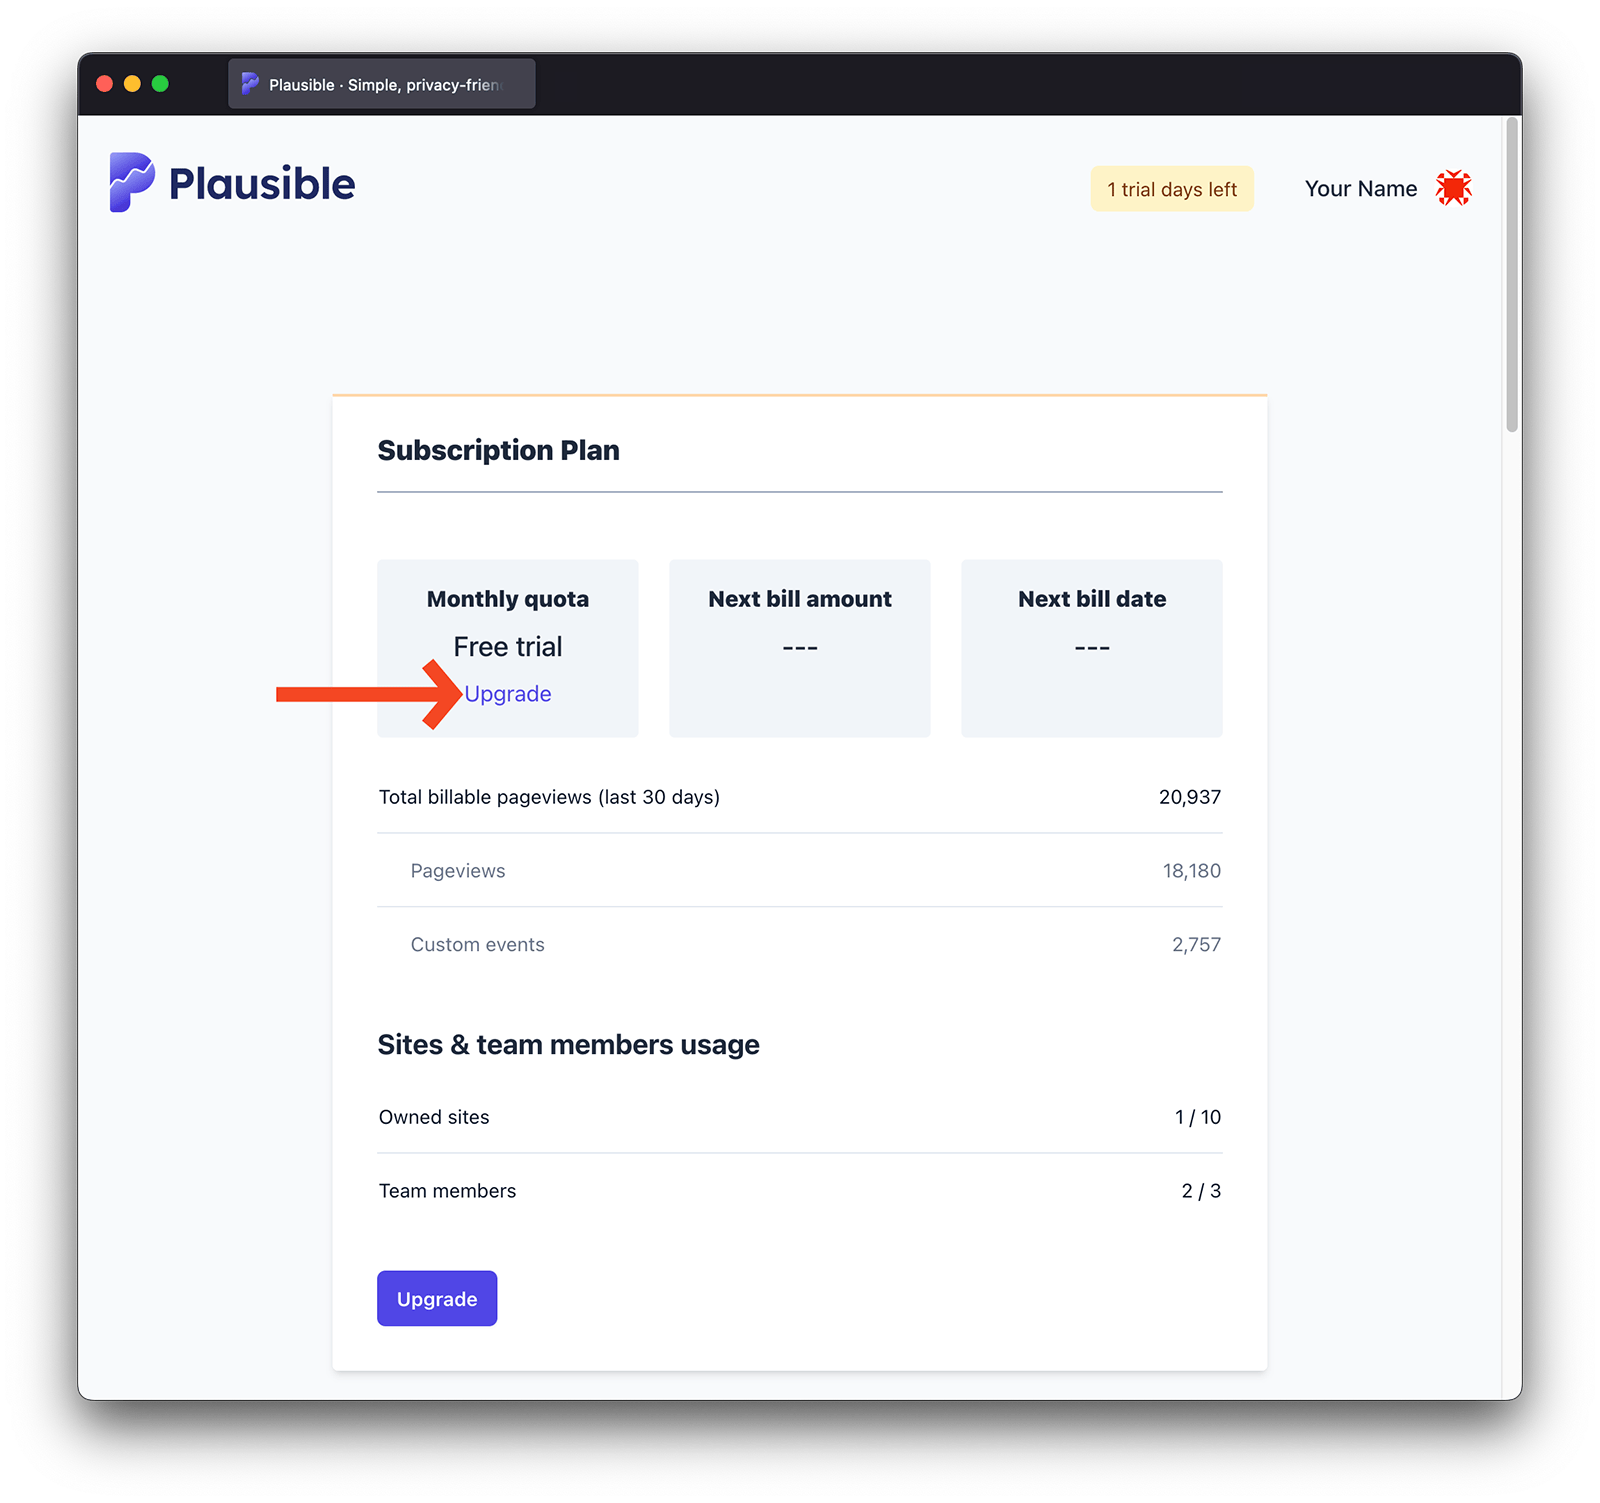 Plausible · Simple, privacy-frien
Plausible
1 trial days left
Your Name
Subscription Plan
Monthly quota
Free trial
Upgrade
Next bill amount
---
Next bill date
---
Total billable pageviews (last 30 days) 20,937
Pageviews 18,180
Custom events 2,757
Sites & team members usage
Owned sites 1 / 10
Team members 2 / 3
Upgrade